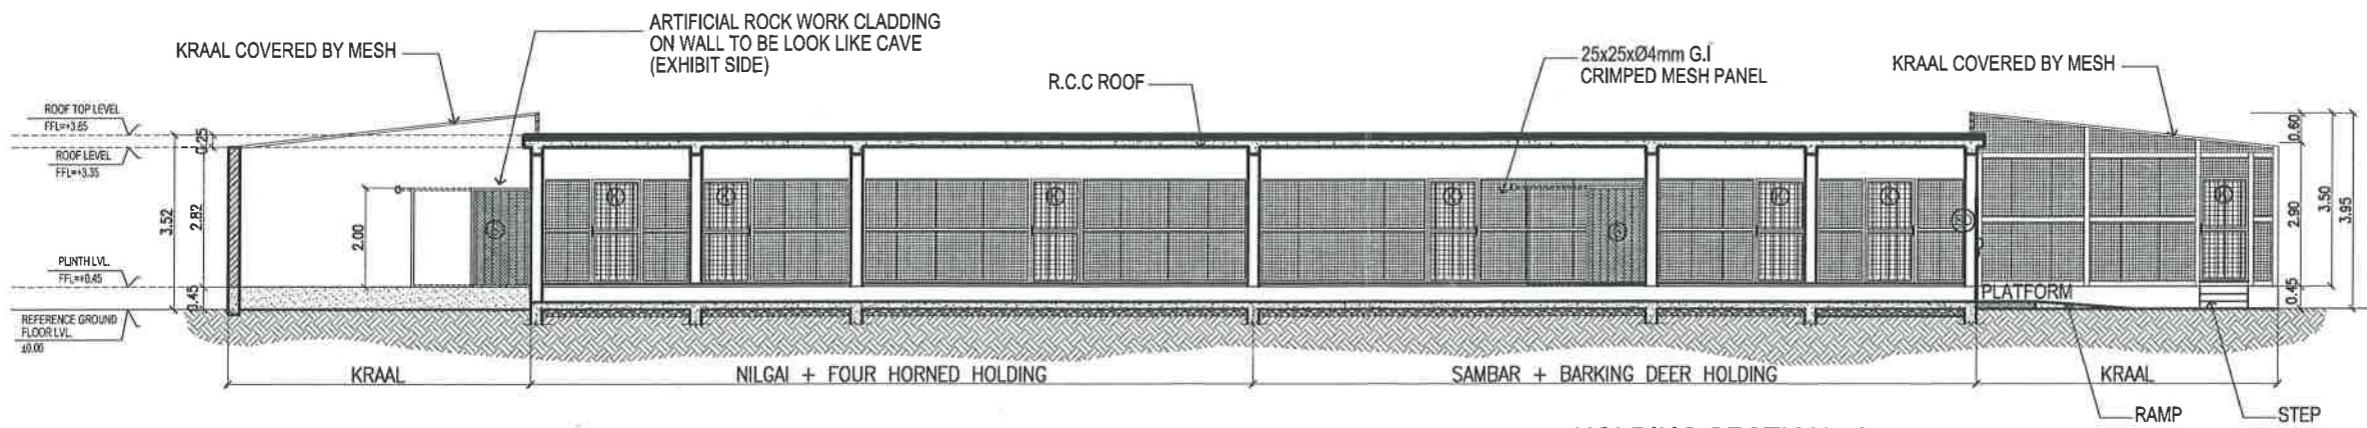 ARTIFICIAL ROCK WORK CLADDING
ON WALL TO BE LOOK LIKE CAVE
(EXHIBIT SIDE)
KRAAL COVERED BY MESH
R.C.C ROOF
25x25xØ4mm G.I
CRIMPED MESH PANEL
KRAAL COVERED BY MESH
ROOF TOP LEVEL
FFL=+3.65
ROOF LEVEL
FFL=+3.35
PLINTH LVL.
FFL=+0.45
REFERENCE GROUND
FLOOR LVL.
±0.00
3.52
0.25
2.82
0.45
2.00
S
K
K
K
K
S
K
K
SD
K
0.60
2.90
0.45
3.50
3.95
PLATFORM
KRAAL
NILGAI + FOUR HORNED HOLDING
SAMBAR + BARKING DEER HOLDING
KRAAL
RAMP
STEP